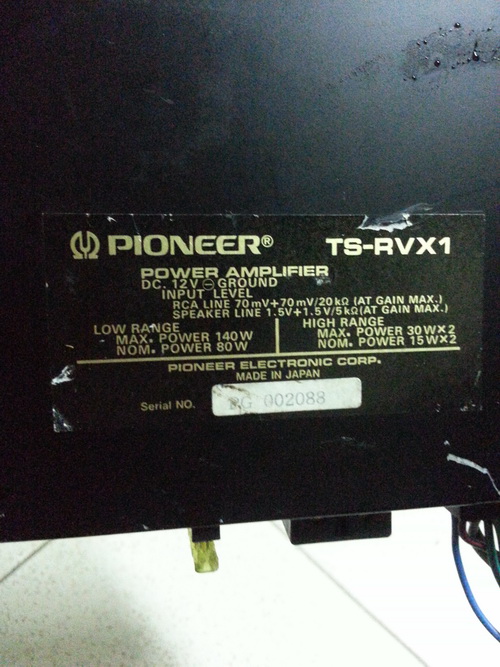 PIONEER® TS-RVX1
POWER AMPLIFIER
DC. 12V ⊖ GROUND
INPUT LEVEL
RCA LINE 70mV+70mV/20kΩ (AT GAIN MAX.)
SPEAKER LINE 1.5V+1.5V/5kΩ(AT GAIN MAX.)
LOW RANGE
MAX. POWER 140W
NOM. POWER 80W
HIGH RANGE
MAX. POWER 30W×2
NOM. POWER 15W×2
PIONEER ELECTRONIC CORP.
MADE IN JAPAN
Serial NO. 002088